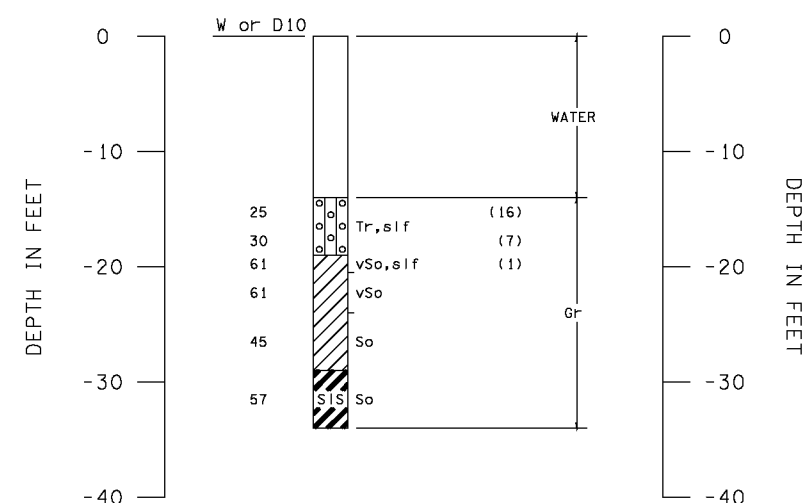 W or D10
0 0
WATER
-10 -10
25 (16)
Tr,slf
30 (7)
61 vSo,slf (1)
-20 -20
61 vSo
Gr
45 So
-30 -30
57 SIS So
-40 -40
DEPTH IN FEET
DEPTH IN FEET